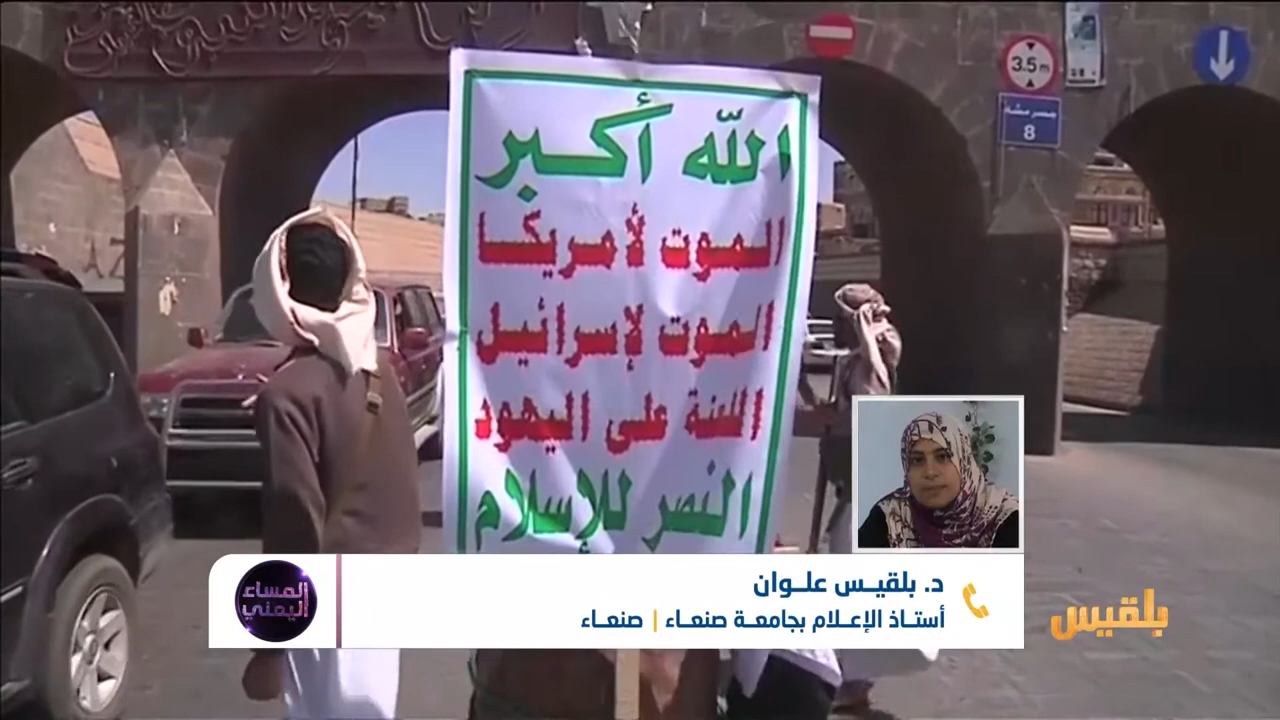 3.5m
8
الله أكبر
الموت لأمريكا
الموت لإسرائيل
اللعنة على اليهود
النصر للإسلام
د. بلقيس علوان
أستاذ الإعلام بجامعة صنعاء | صنعاء
المساء اليمني
بلقيس